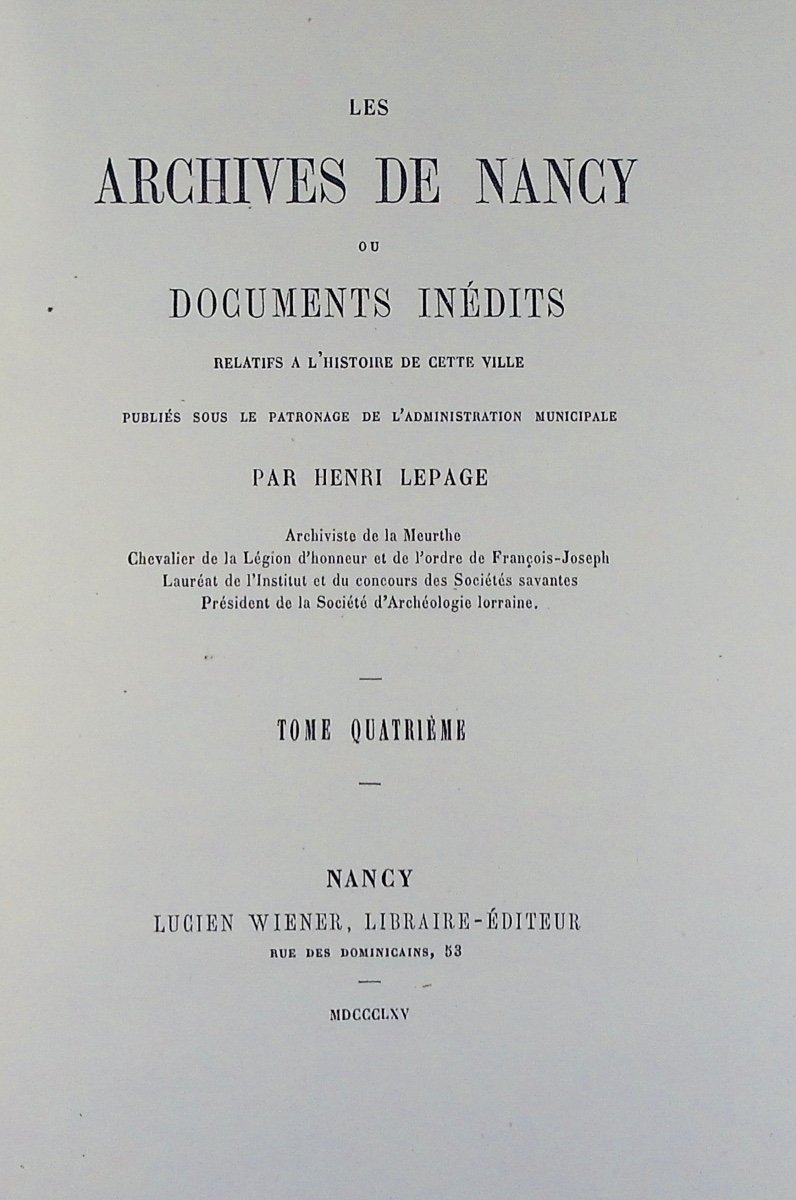 LES
ARCHIVES DE NANCY
OU
DOCUMENTS INÉDITS
RELATIFS A L'HISTOIRE DE CETTE VILLE
PUBLIÉS SOUS LE PATRONAGE DE L'ADMINISTRATION MUNICIPALE
PAR HENRI LEPAGE
Archiviste de la Meurthe
Chevalier de la Légion d'honneur et de l'ordre de François-Joseph
Lauréat de l'Institut et du concours des Sociétés savantes
Président de la Société d'Archéologie lorraine.
TOME QUATRIÈME
NANCY
LUCIEN WIENER, LIBRAIRE-ÉDITEUR
RUE DES DOMINICAINS, 53
MDCCCLXV